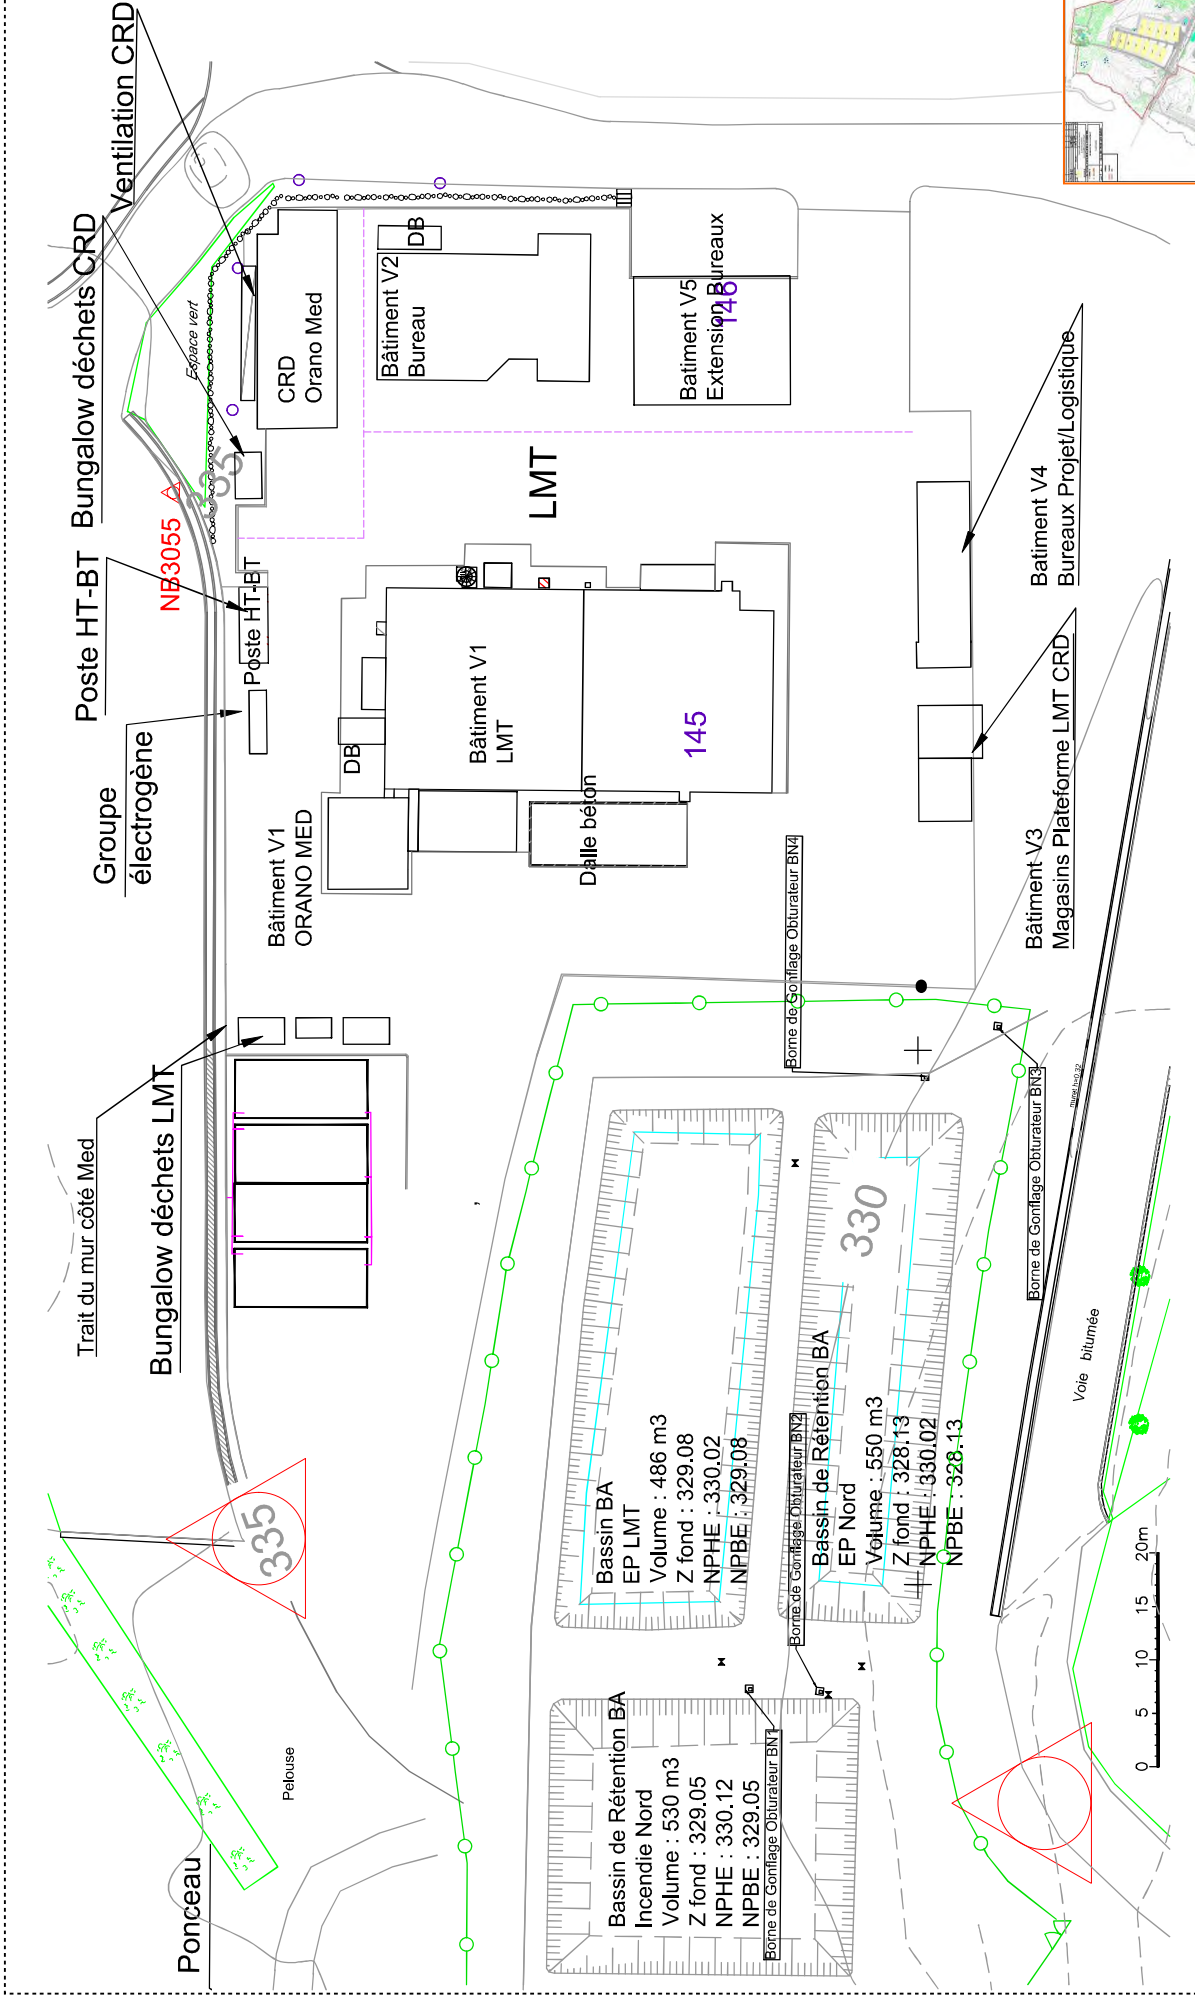 Ventilation CRD
Bungalow déchets CRD
Poste HT-BT
Groupe
électrogène
Trait du mur côté Med
Bungalow déchets LMT
Ponceau
Espace vert
NB3055
335
CRD
Orano Med
Bâtiment V2
Bureau
DB
Batiment V5
Extension Bureaux
146
LMT
Poste HT-BT
DB
Bâtiment V1
LMT
145
Dalle béton
Bâtiment V1
ORANO MED
Batiment V4
Bureaux Projet/Logistique
Bâtiment V3
Magasins Plateforme LMT CRD
Borne de Gonflage Obturateur BN4
Borne de Gonflage Obturateur BN3
muret h=0.32
330
335
Pelouse
Bassin BA
EP LMT
Volume : 486 m3
Z fond : 329.08
NPHE : 330.02
NPBE : 329.08
Borne de Gonflage Obturateur BN2
Bassin de Rétention BA
EP Nord
Volume : 550 m3
Z fond : 328.13
NPHE : 330.02
NPBE : 328.13
Bassin de Rétention BA
Incendie Nord
Volume : 530 m3
Z fond : 329.05
NPHE : 330.12
NPBE : 329.05
Borne de Gonflage Obturateur BN1
Voie bitumée
0 5 10 15 20m